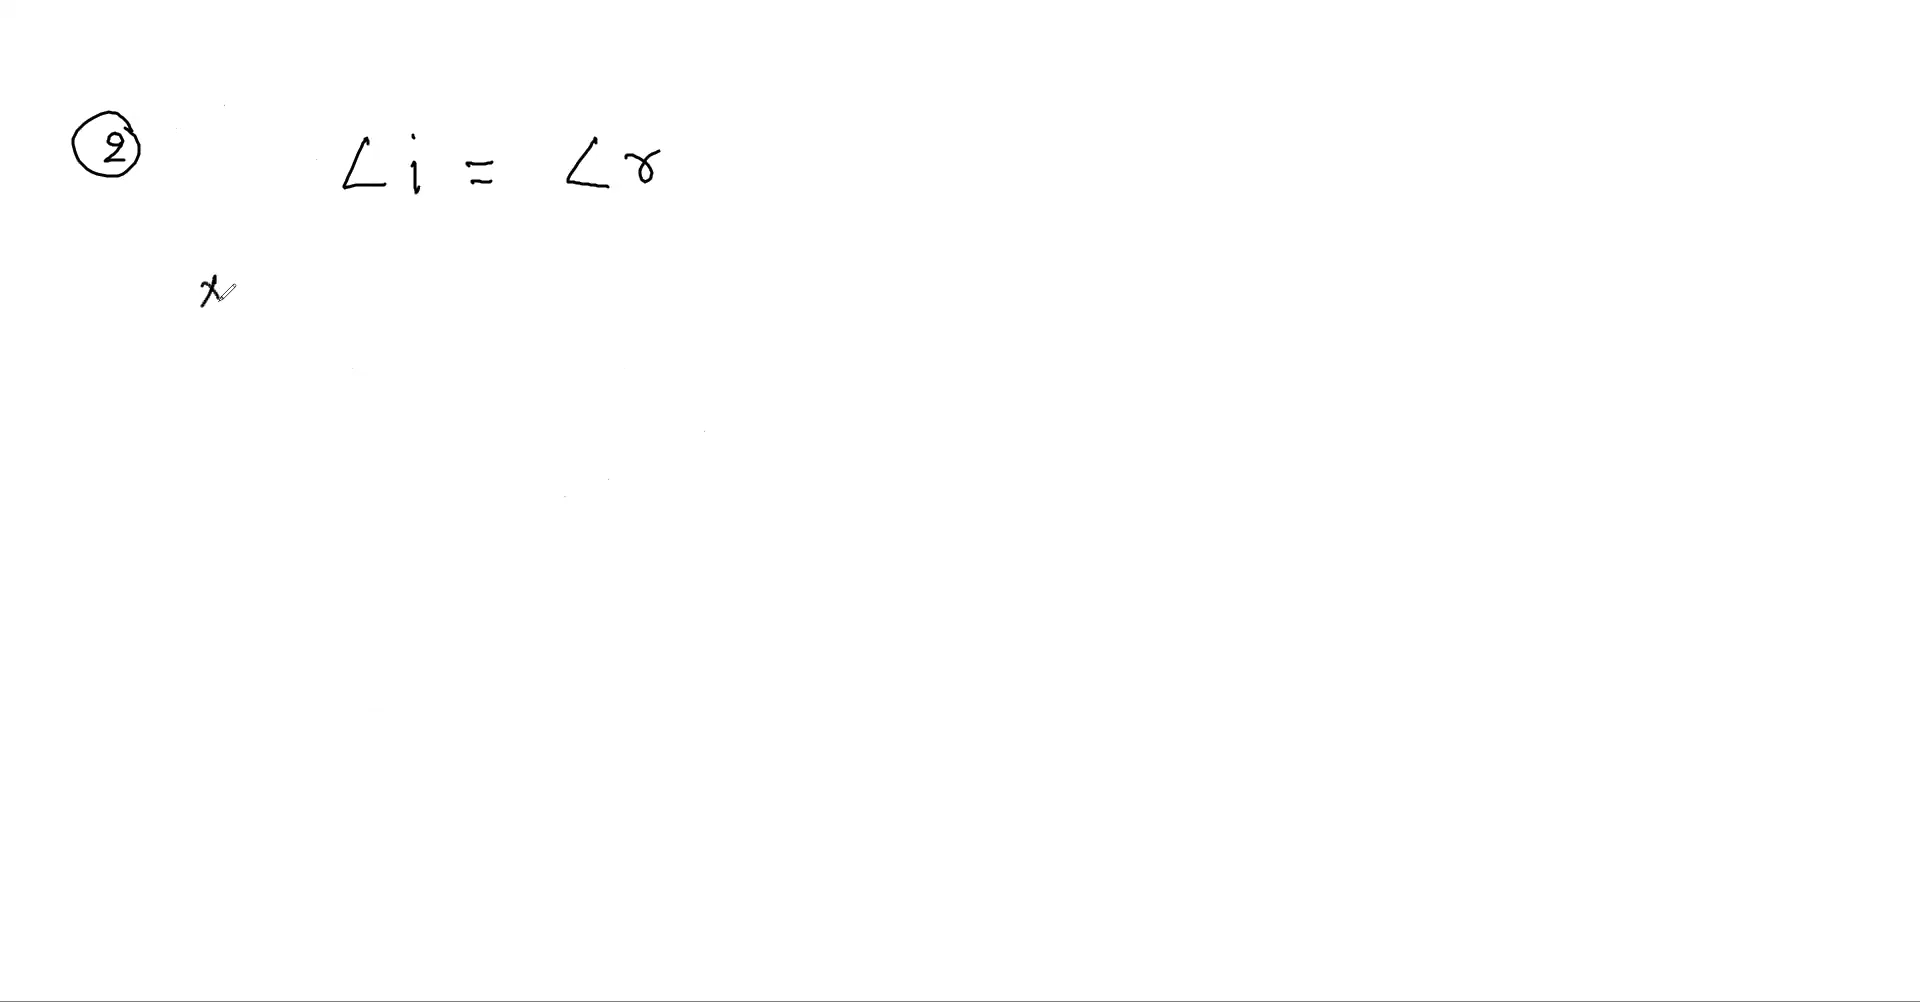 ② ∠i = ∠r
*